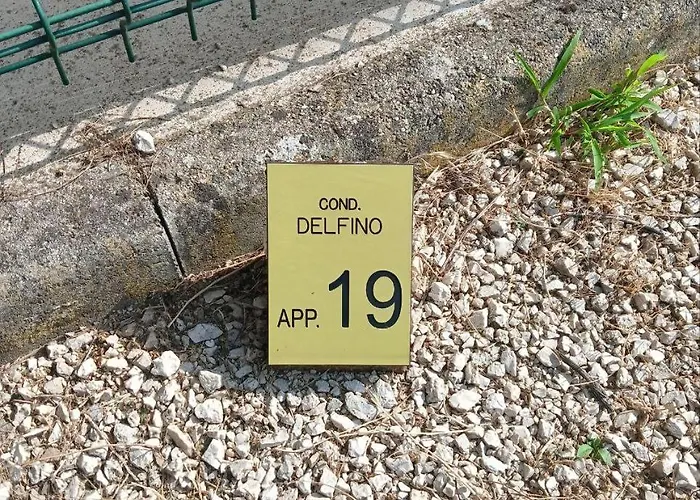 COND.
DELFINO
APP. 19